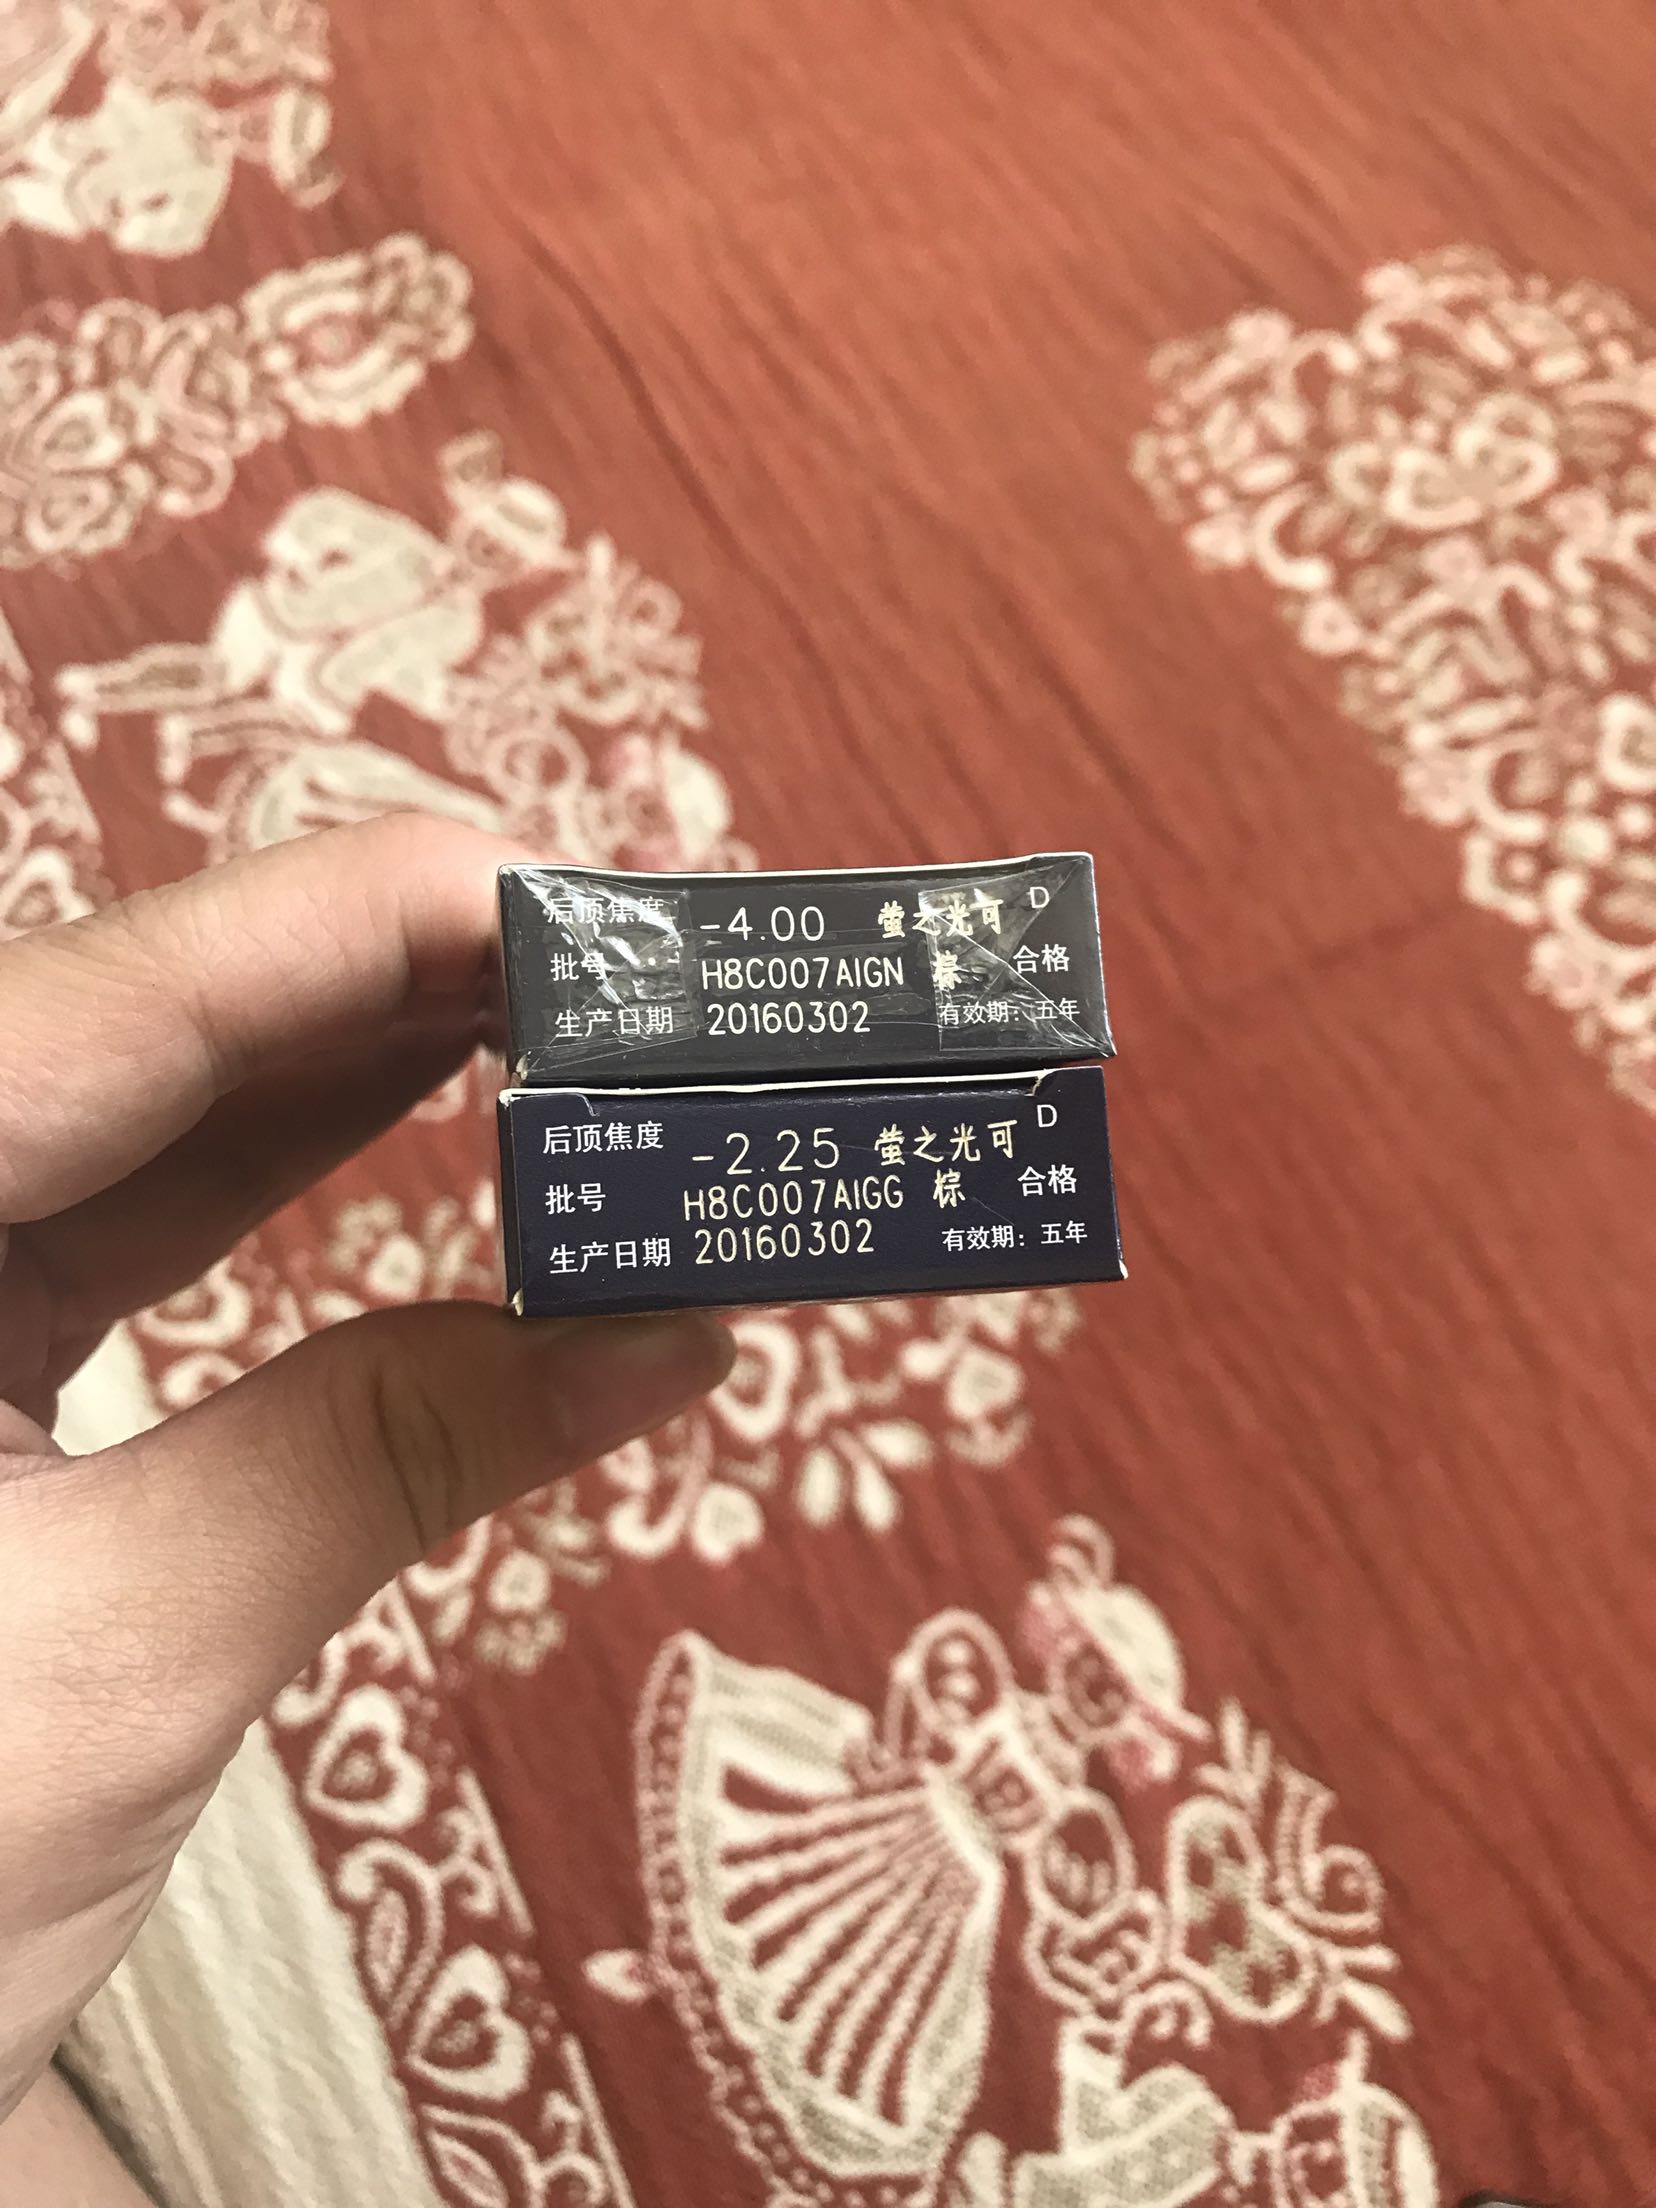 后顶焦度 -4.00 萤之光可 D
批号 H8C007AIGN 棕 合格
生产日期 20160302 有效期：五年
后顶焦度 -2.25 萤之光可 D
批号 H8C007AIGG 棕 合格
生产日期 20160302 有效期：五年